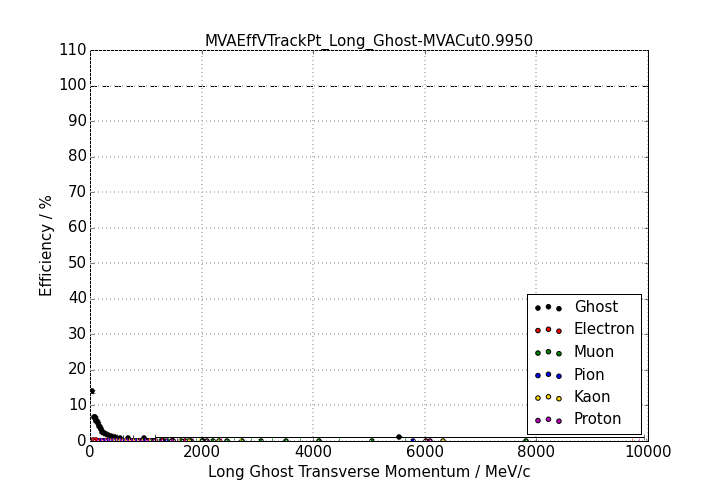 MVAEffVTrackPt_Long_Ghost-MVACut0.9950
110
100
90
80
70
60
50
40
30
20
10
0
Efficiency / %
Ghost
Electron
Muon
Pion
Kaon
Proton
0 2000 4000 6000 8000 10000
Long Ghost Transverse Momentum / MeV/c